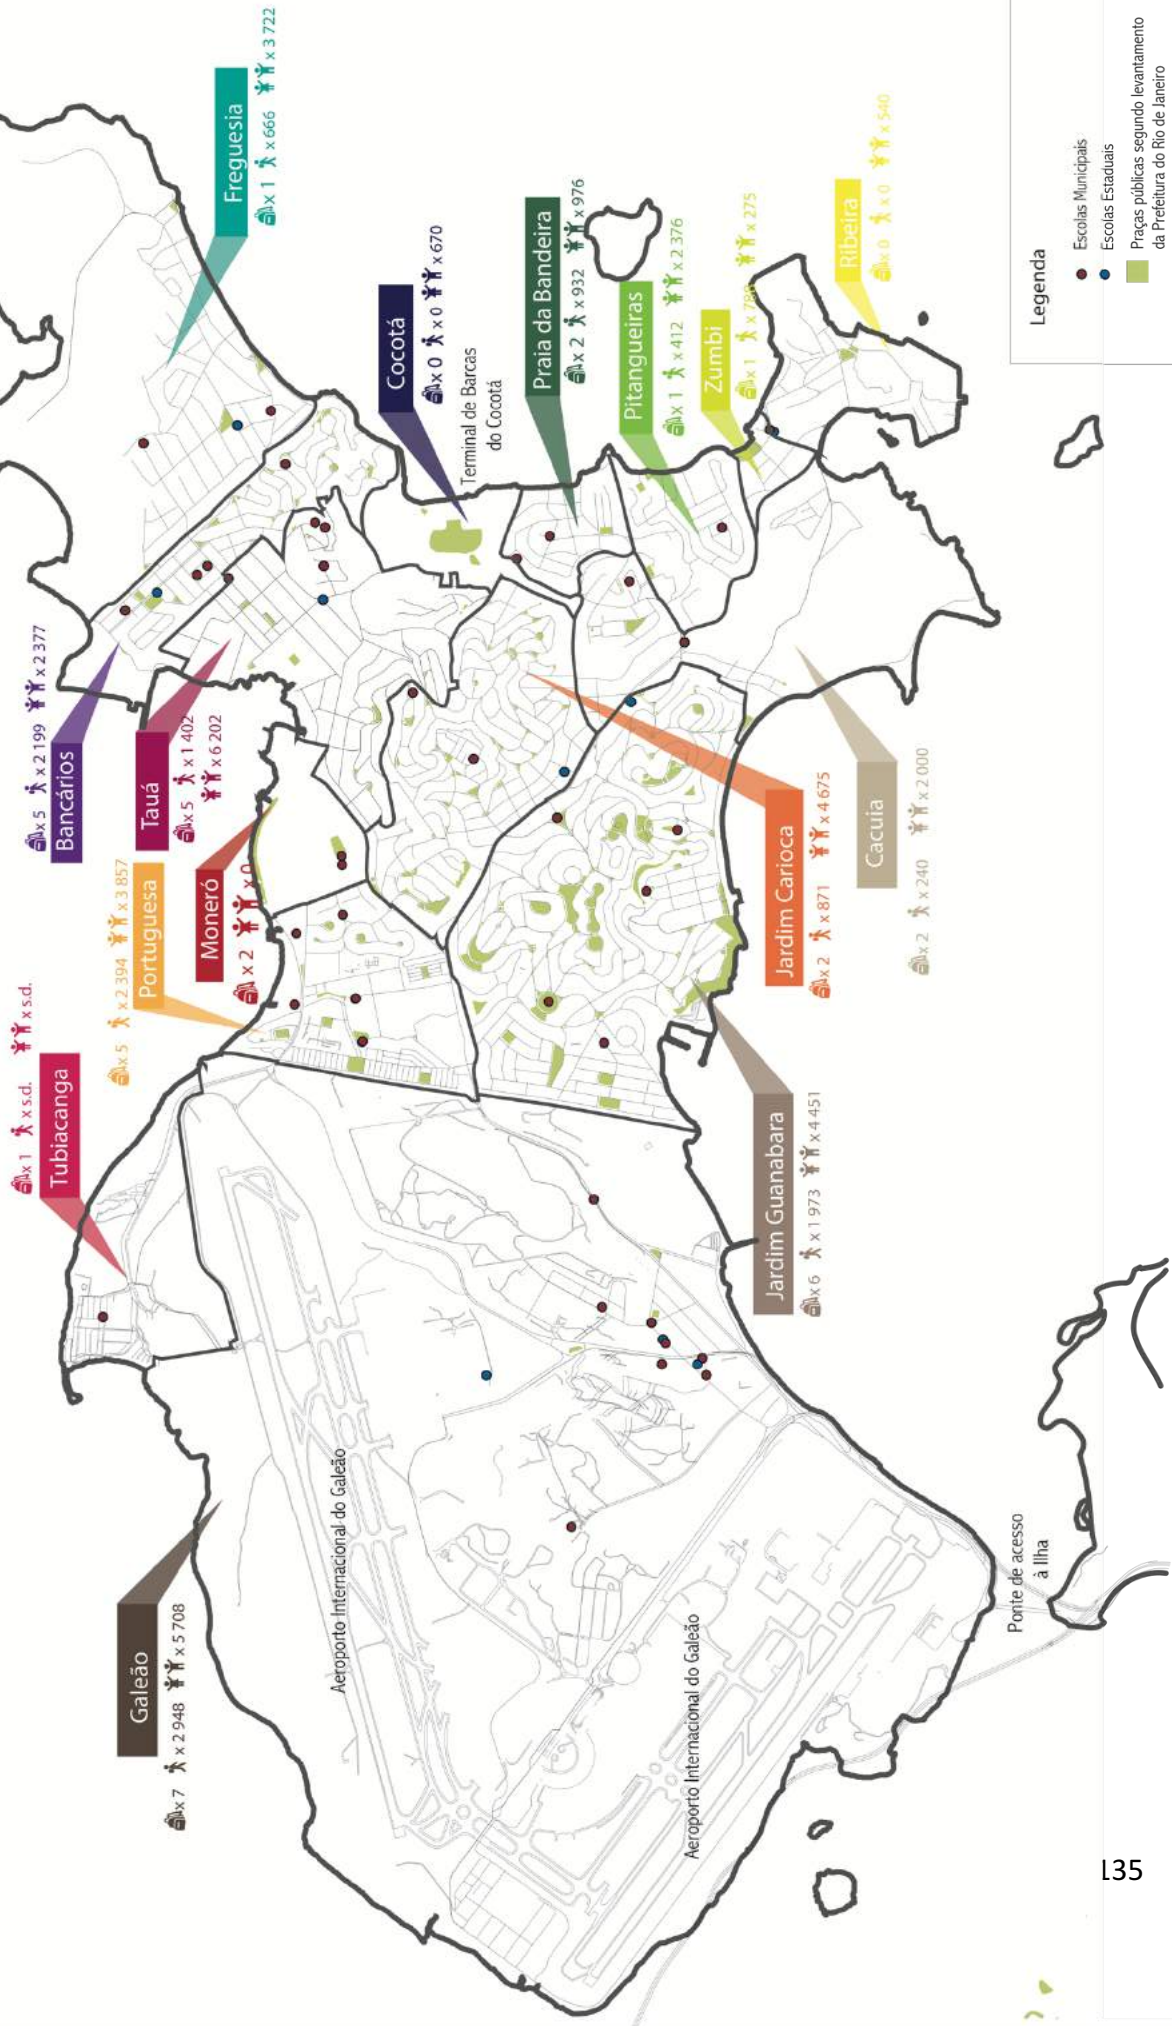 Galeão
x 7 x 2 948 x 5 708
Tubiacanga
x 1 x s.d. x s.d.
Portuguesa
x 5 x 2 394 x 3 857
Moneró
x 2 x 0
Bancários
x 5 x 2 199 x 2 377
Tauá
x 5 x 1 402
x 6 202
Freguesia
x 1 x 666 x 3 722
Cocotá
x 0 x 0 x 670
Terminal de Barcas
do Cocotá
Praia da Bandeira
x 2 x 932 x 976
Pitangueiras
x 1 x 412 x 2 376
Zumbi
x 1 x 275
Ribeira
x 0 x 0 x 540
Jardim Guanabara
x 6 x 1 973 x 4 451
Jardim Carioca
x 2 x 871 x 4 675
Cacuia
x 2 x 240 x 2 000
Aeroporto Internacional do Galeão
Aeroporto Internacional do Galeão
Ponte de acesso
à Ilha
Legenda
Escolas Municipais
Escolas Estaduais
Praças públicas segundo levantamento
da Prefeitura do Rio de Janeiro
135